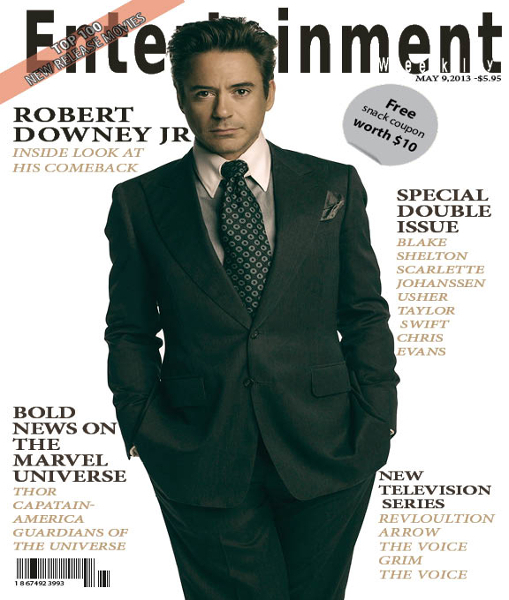 Entertainment
Weekly
TOP 100
NEW RELEASE MOVIES
MAY 9,2013 -$5.95
ROBERT
DOWNEY JR
INSIDE LOOK AT
HIS COMEBACK
Free
snack coupon
worth $10
SPECIAL
DOUBLE
ISSUE
BLAKE
SHELTON
SCARLETTE
JOHANSSEN
USHER
TAYLOR
SWIFT
CHRIS
EVANS
BOLD
NEWS ON
THE
MARVEL
UNIVERSE
THOR
CAPATAIN-
AMERICA
GUARDIANS OF
THE UNIVERSE
NEW
TELEVISION
SERIES
REVLOULTION
ARROW
THE VOICE
GRIM
THE VOICE
1 8674923993